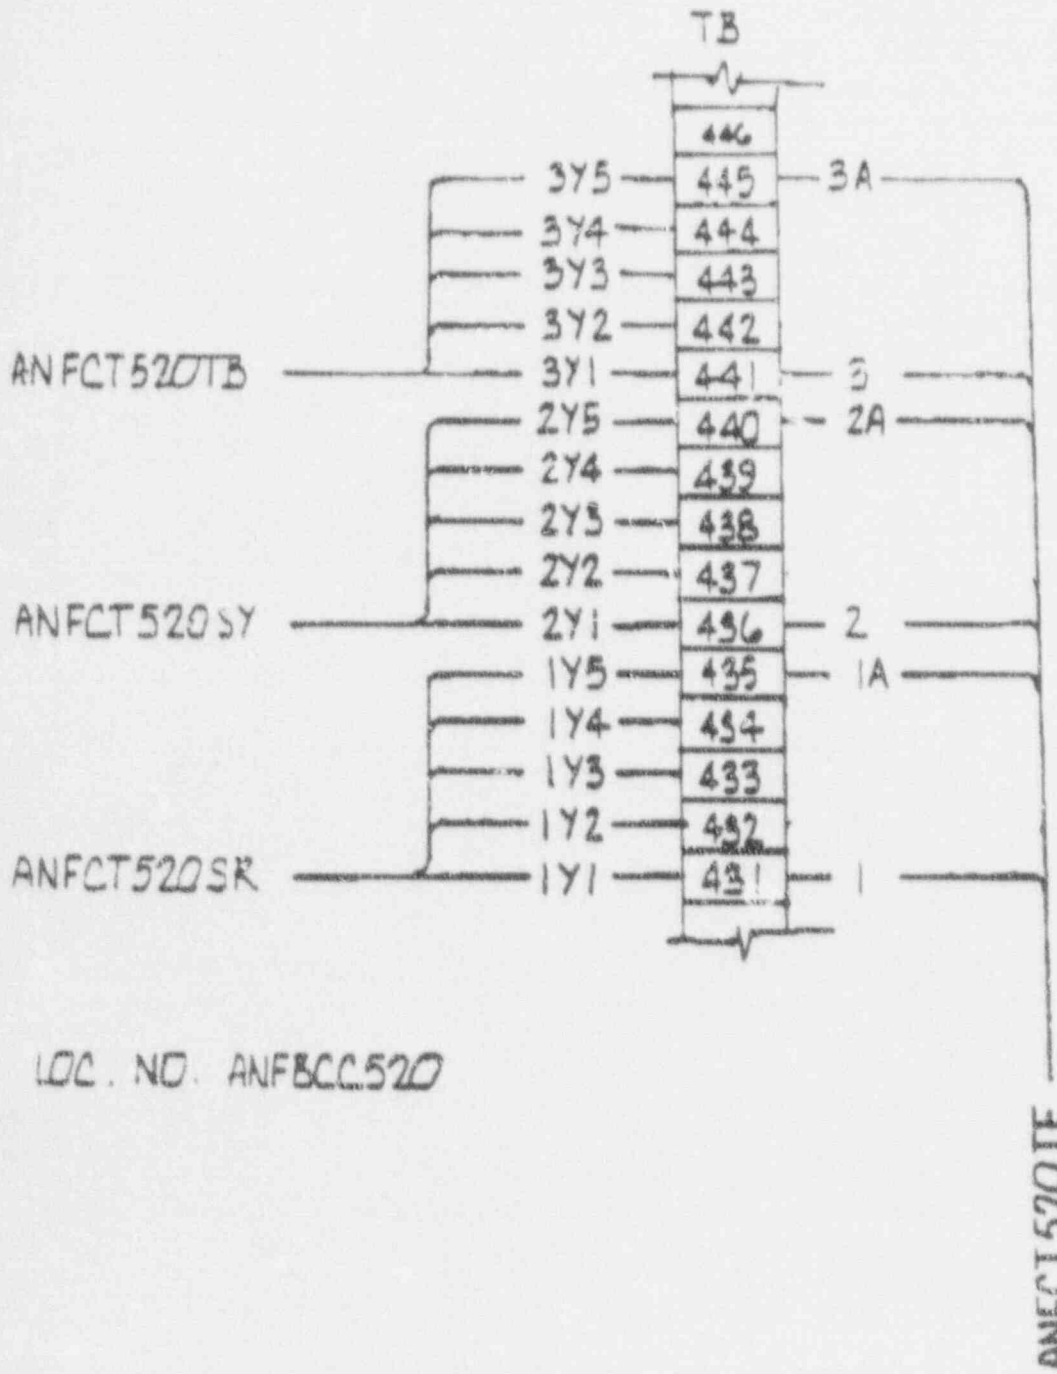 TB
446
3Y5 445 3A
3Y4 444
3Y3 443
3Y2 442
ANFCT520TB 3Y1 441 3
2Y5 440 2A
2Y4 439
2Y3 438
2Y2 437
ANFCT520SY 2Y1 436 2
1Y5 435 1A
1Y4 434
1Y3 433
1Y2 432
ANFCT520SR 1Y1 431 1
LOC. NO. ANFBCC520